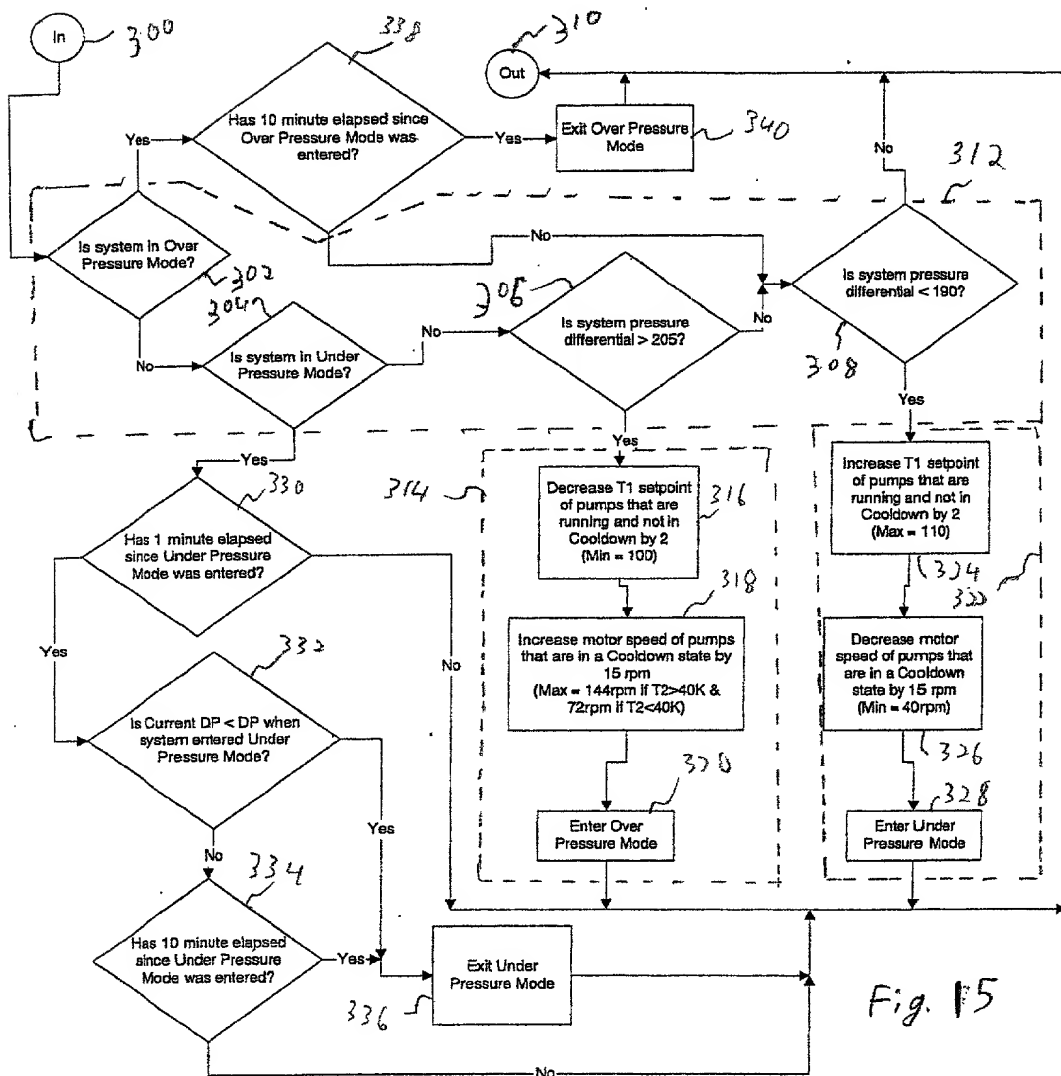 In
300
338
310
Out
Has 10 minute elapsed since
Over Pressure Mode was
entered?
Yes
Yes
Exit Over Pressure
Mode
340
No
312
Is system in Over
Pressure Mode?
302
304
No
306
Is system pressure
differential < 190?
308
No
Is system in Under
Pressure Mode?
No
Is system pressure
differential > 205?
No
Yes
Yes
Yes
330
Has 1 minute elapsed
since Under Pressure
Mode was entered?
314
Decrease T1 setpoint
of pumps that are
running and not in
Cooldown by 2
(Min = 100)
316
Increase T1 setpoint
of pumps that are
running and not in
Cooldown by 2
(Max = 110)
324
322
318
Yes
No
332
Is Current DP < DP when
system entered Under
Pressure Mode?
Increase motor speed of pumps
that are in a Cooldown state by
15 rpm
(Max = 144rpm if T2>40K &
72rpm if T2<40K)
Decrease motor
speed of pumps that
are in a Cooldown
state by 15 rpm
(Min = 40rpm)
326
320
Enter Over
Pressure Mode
328
Enter Under
Pressure Mode
Yes
No
334
Has 10 minute elapsed
since Under Pressure
Mode was entered?
Yes
Exit Under
Pressure Mode
336
No
Fig. 15